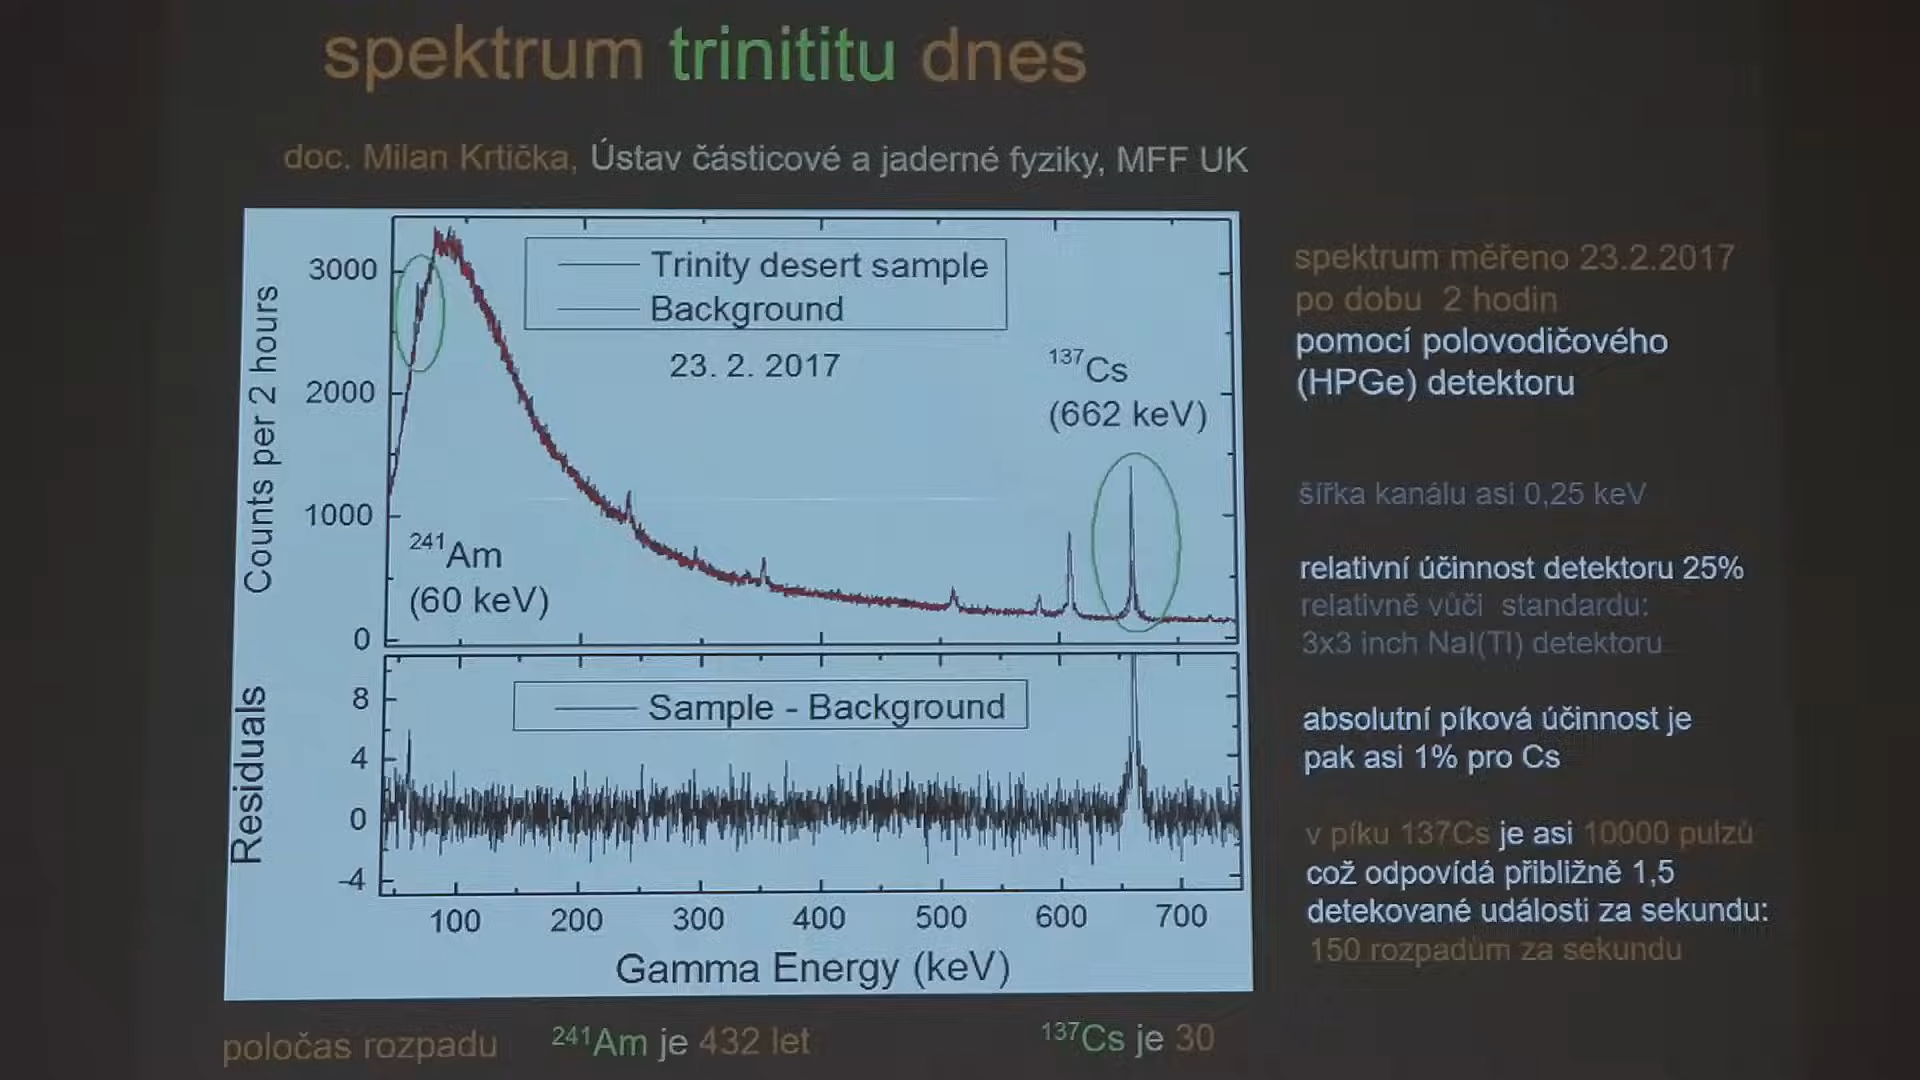 spektrum trinititu dnes
doc. Milan Krtička, Ústav částicové a jaderné fyziky, MFF UK
3000
2000
1000
0
Counts per 2 hours
Trinity desert sample
Background
23. 2. 2017
137Cs
(662 keV)
241Am
(60 keV)
8
4
0
-4
Residuals
Sample - Background
100 200 300 400 500 600 700
Gamma Energy (keV)
spektrum měřeno 23.2.2017
po dobu 2 hodin
pomocí polovodičového
(HPGe) detektoru
šířka kanálu asi 0,25 keV
relativní účinnost detektoru 25%
relativně vůči standardu:
3x3 inch NaI(Tl) detektoru
absolutní píková účinnost je
pak asi 1% pro Cs
v píku 137Cs je asi 10000 pulzů
což odpovídá přibližně 1,5
detekované události za sekundu:
150 rozpadům za sekundu
poločas rozpadu 241Am je 432 let 137Cs je 30